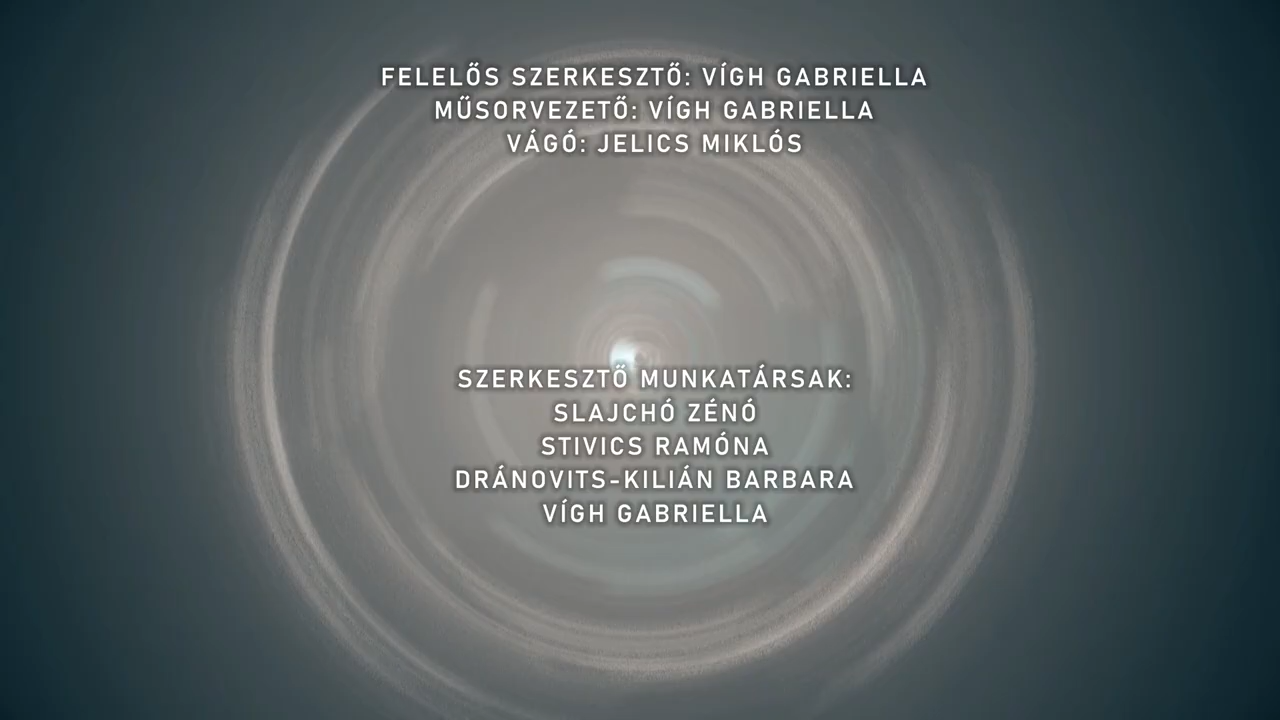 FELELŐS SZERKESZTŐ: VÍGH GABRIELLA
MŰSORVEZETŐ: VÍGH GABRIELLA
VÁGÓ: JELICS MIKLÓS
SZERKESZTŐ MUNKATÁRSAK:
SLAJCHÓ ZÉNÓ
STIVICS RAMÓNA
DRÁNOVITS-KILIÁN BARBARA
VÍGH GABRIELLA